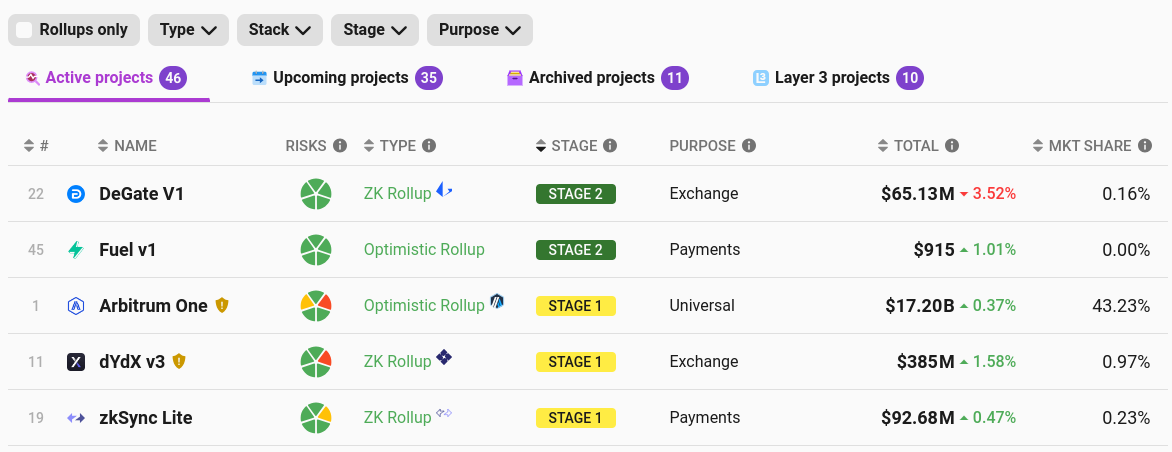 Rollups only Type Stack Stage Purpose
Active projects 46 Upcoming projects 35 Archived projects 11 Layer 3 projects 10
# NAME RISKS TYPE STAGE PURPOSE TOTAL MKT SHARE
22 DeGate V1 ZK Rollup STAGE 2 Exchange $65.13M 3.52% 0.16%
45 Fuel v1 Optimistic Rollup STAGE 2 Payments $915 1.01% 0.00%
1 Arbitrum One Optimistic Rollup STAGE 1 Universal $17.20B 0.37% 43.23%
11 dYdX v3 ZK Rollup STAGE 1 Exchange $385M 1.58% 0.97%
19 zkSync Lite ZK Rollup STAGE 1 Payments $92.68M 0.47% 0.23%